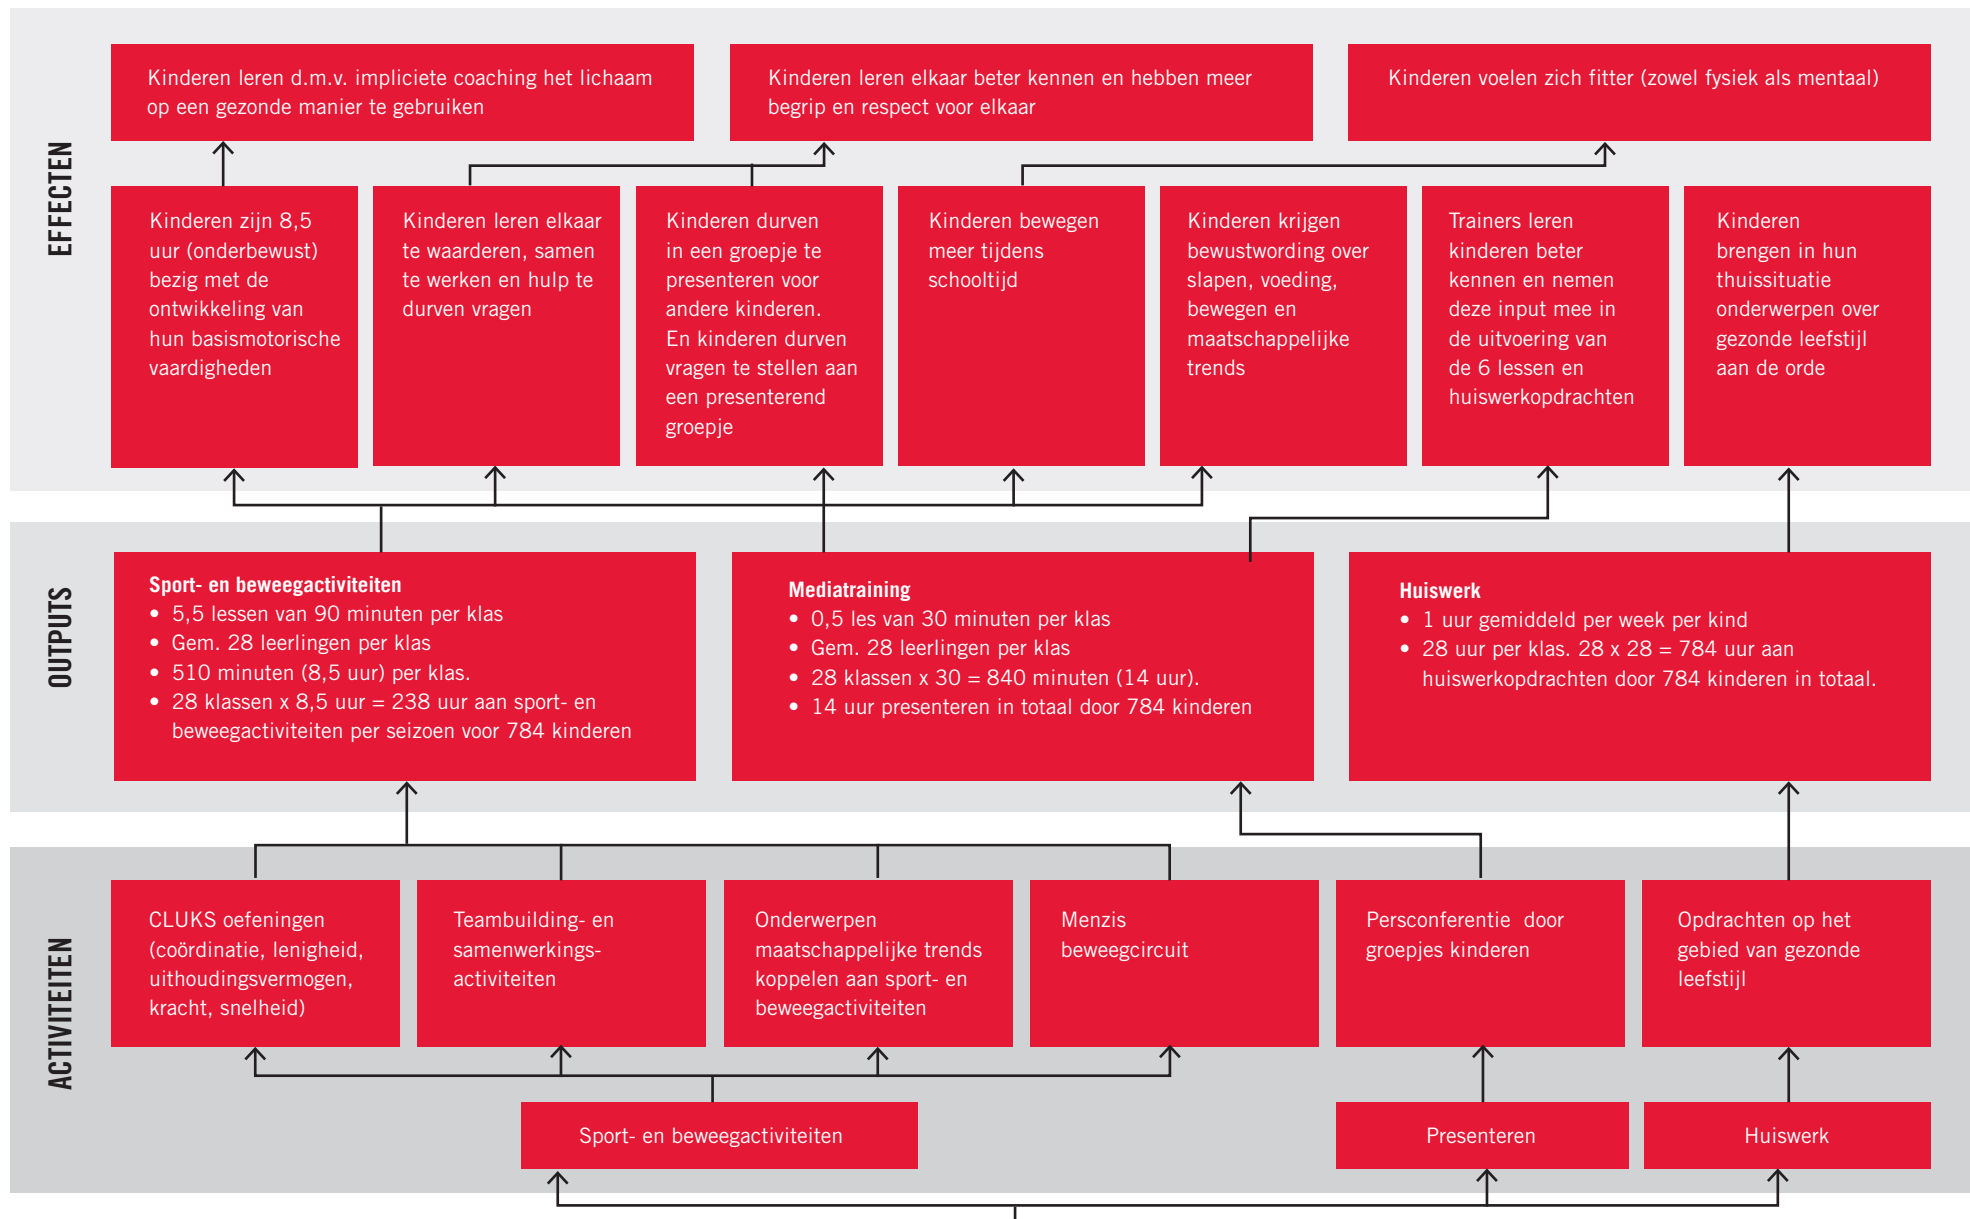 EFFECTEN
Kinderen leren d.m.v. impliciete coaching het lichaam
op een gezonde manier te gebruiken
Kinderen leren elkaar beter kennen en hebben meer
begrip en respect voor elkaar
Kinderen voelen zich fitter (zowel fysiek als mentaal)
Kinderen zijn 8,5
uur (onderbewust)
bezig met de
ontwikkeling van
hun basismotorische
vaardigheden
Kinderen leren elkaar
te waarderen, samen
te werken en hulp te
durven vragen
Kinderen durven
in een groepje te
presenteren voor
andere kinderen.
En kinderen durven
vragen te stellen aan
een presenterend
groepje
Kinderen bewegen
meer tijdens
schooltijd
Kinderen krijgen
bewustwording over
slapen, voeding,
bewegen en
maatschappelijke
trends
Trainers leren
kinderen beter
kennen en nemen
deze input mee in
de uitvoering van
de 6 lessen en
huiswerkopdrachten
Kinderen
brengen in hun
thuissituatie
onderwerpen over
gezonde leefstijl
aan de orde
OUTPUTS
Sport- en beweegactiviteiten
• 5,5 lessen van 90 minuten per klas
• Gem. 28 leerlingen per klas
• 510 minuten (8,5 uur) per klas.
• 28 klassen x 8,5 uur = 238 uur aan sport- en
beweegactiviteiten per seizoen voor 784 kinderen
Mediatraining
• 0,5 les van 30 minuten per klas
• Gem. 28 leerlingen per klas
• 28 klassen x 30 = 840 minuten (14 uur).
• 14 uur presenteren in totaal door 784 kinderen
Huiswerk
• 1 uur gemiddeld per week per kind
• 28 uur per klas. 28 x 28 = 784 uur aan
huiswerkopdrachten door 784 kinderen in totaal.
ACTIVITEITEN
CLUKS oefeningen
(coördinatie, lenigheid,
uithoudingsvermogen,
kracht, snelheid)
Teambuilding- en
samenwerkings-
activiteiten
Onderwerpen
maatschappelijke trends
koppelen aan sport- en
beweegactiviteiten
Menzis
beweegcircuit
Persconferentie door
groepjes kinderen
Opdrachten op het
gebied van gezonde
leefstijl
Sport- en beweegactiviteiten
Presenteren
Huiswerk